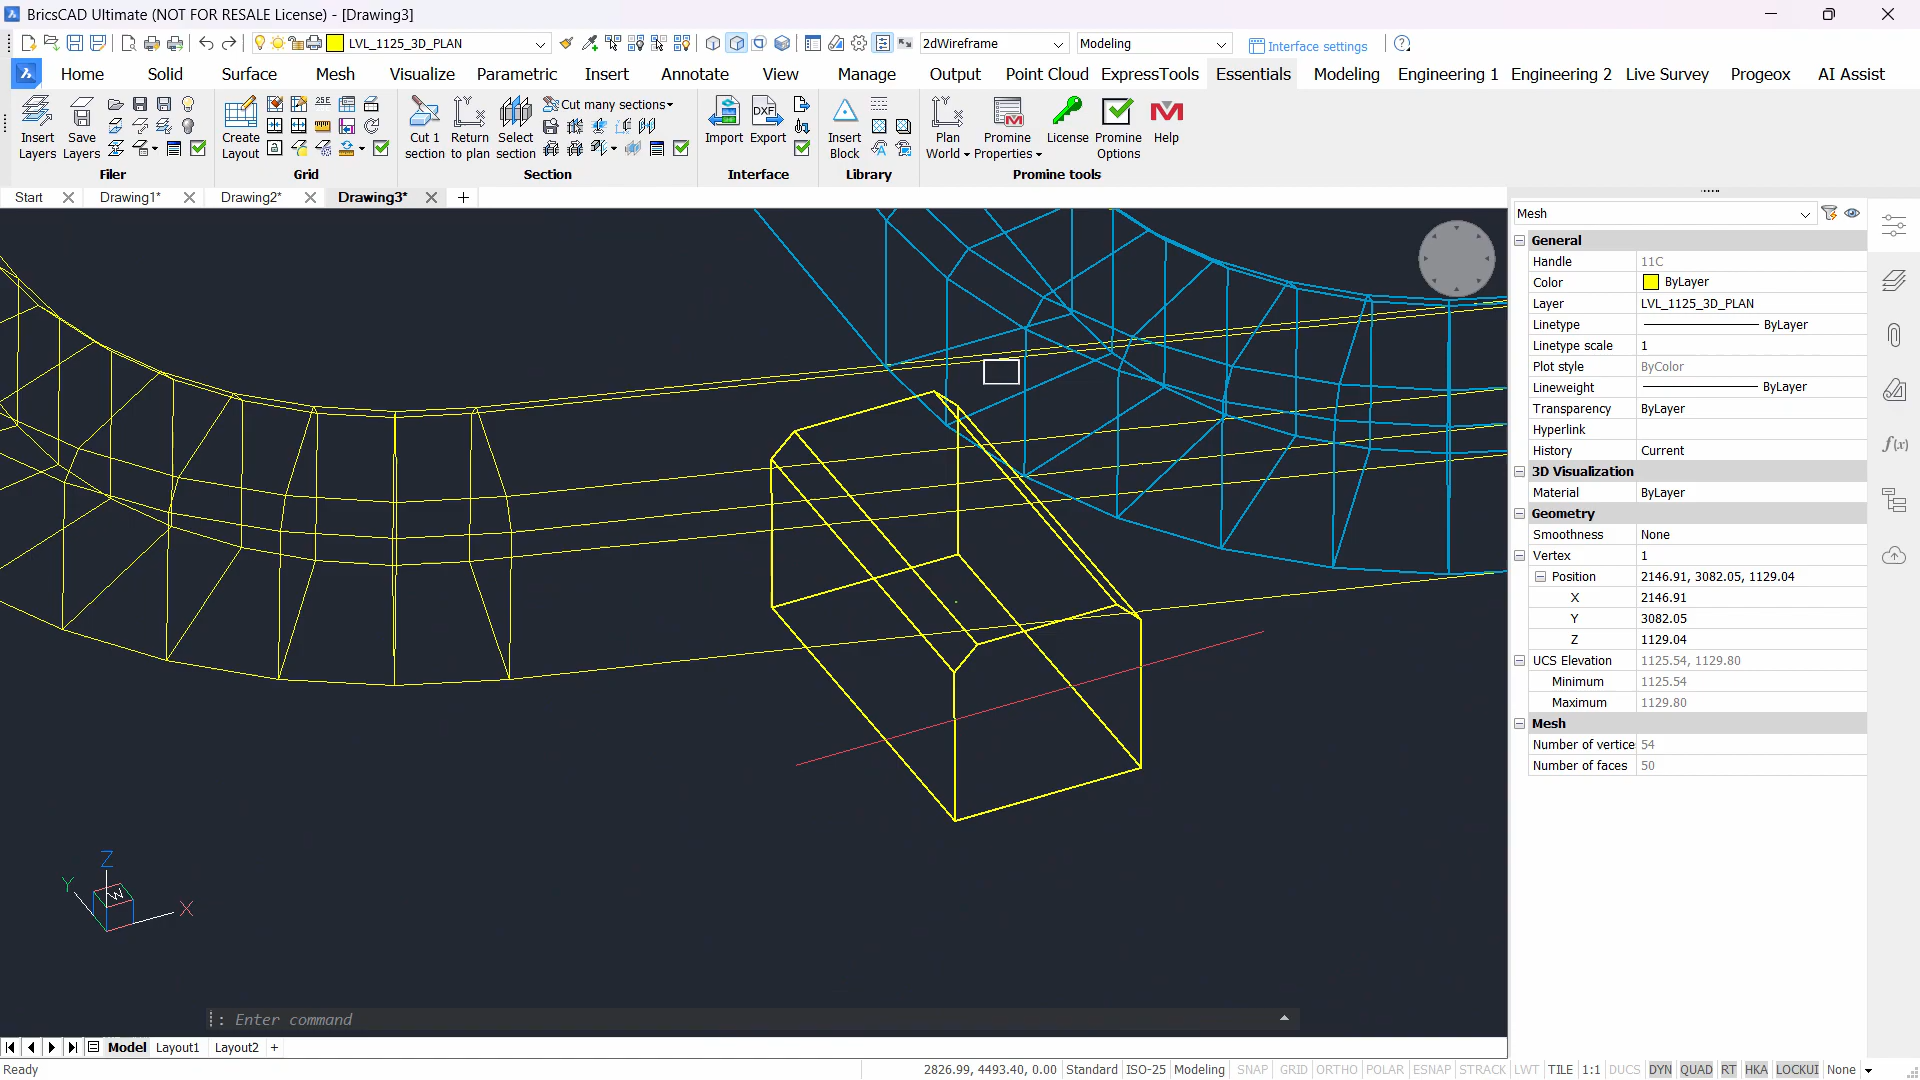 BricsCAD Ultimate (NOT FOR RESALE License) - [Drawing3]
LVL_1125_3D_PLAN
2dWireframe
Modeling
Interface settings
Home Solid Surface Mesh Visualize Parametric Insert Annotate View Manage Output Point Cloud ExpressTools Essentials Modeling Engineering 1 Engineering 2 Live Survey Progeox AI Assist
Insert Layers
Save Layers
Filer
Create Layout
25E
Grid
Cut 1 section
Return to plan
Select section
Cut many sections
Section
Import
DXF
Export
Interface
Insert Block
Library
Plan World
Promine Properties
License
Promine Options
Help
Promine tools
Start Drawing1* Drawing2* Drawing3* +
Mesh
General
Handle 11C
Color ByLayer
Layer LVL_1125_3D_PLAN
Linetype ByLayer
Linetype scale 1
Plot style ByColor
Lineweight ByLayer
Transparency ByLayer
Hyperlink
History Current
3D Visualization
Material ByLayer
Geometry
Smoothness None
Vertex 1
Position 2146.91, 3082.05, 1129.04
X 2146.91
Y 3082.05
Z 1129.04
UCS Elevation 1125.54, 1129.80
Minimum 1125.54
Maximum 1129.80
Mesh
Number of vertice 54
Number of faces 50
f(x)
Z
Y
W
X
: Enter command
Model Layout1 Layout2 +
Ready
2826.99, 4493.40, 0.00 Standard ISO-25 Modeling SNAP GRID ORTHO POLAR ESNAP STRACK LWT TILE 1:1 DUCS DYN QUAD RT HKA LOCKUI None